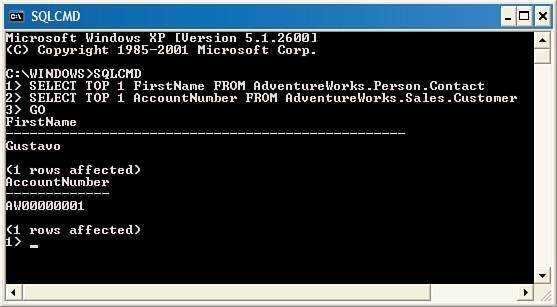 SQLCMD
Microsoft Windows XP [Version 5.1.2600]
(C) Copyright 1985-2001 Microsoft Corp.
C:\WINDOWS>SQLCMD
1> SELECT TOP 1 FirstName FROM AdventureWorks.Person.Contact
2> SELECT TOP 1 AccountNumber FROM AdventureWorks.Sales.Customer
3> GO
FirstName
--------------------------------------------------
Gustavo
(1 rows affected)
AccountNumber
-------------
AW00000001
(1 rows affected)
1> _